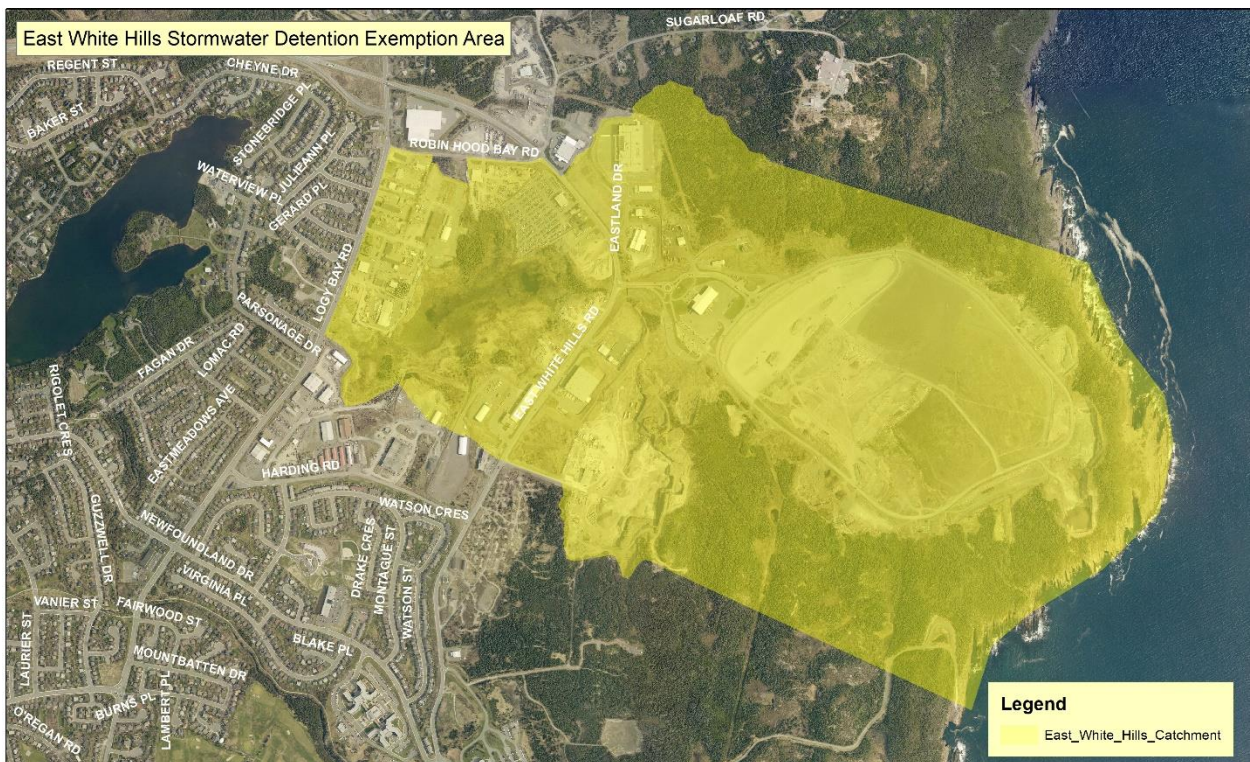 East White Hills Stormwater Detention Exemption Area
SUGARLOAF RD
REGENT ST
CHEYNE DR
BAKER ST
STONEBRIDGE PL
JULIEANN PL
ROBIN HOOD BAY RD
WATERVIEW PL
GERARD PL
EASTLAND DR
LOGY BAY RD
PARSONAGE DR
FAGAN DR
LOMAC RD
EAST WHITE HILLS RD
RIGOLET CRES
EASTMEADOWS AVE
HARDING RD
GUZZWELL DR
WATSON CRES
NEWFOUNDLAND DR
DRAKE CRES
MONTAGUE ST
WATSON ST
VIRGINIA PL
VANIER ST
FAIRWOOD ST
BLAKE PL
LAURIER ST
MOUNTBATTEN DR
BURNS PL
LAMBERT PL
O'REGAN RD
Legend
East_White_Hills_Catchment